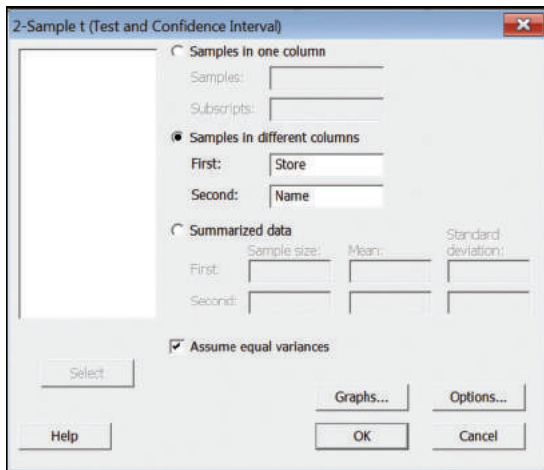 2-Sample t (Test and Confidence Interval)
Samples in one column
Samples:
Subscripts:
Samples in different columns
First: Store
Second: Name
Summarized data
Sample size: Mean: Standard deviation:
First:
Second:
Assume equal variances
Select
Graphs... Options...
Help OK Cancel